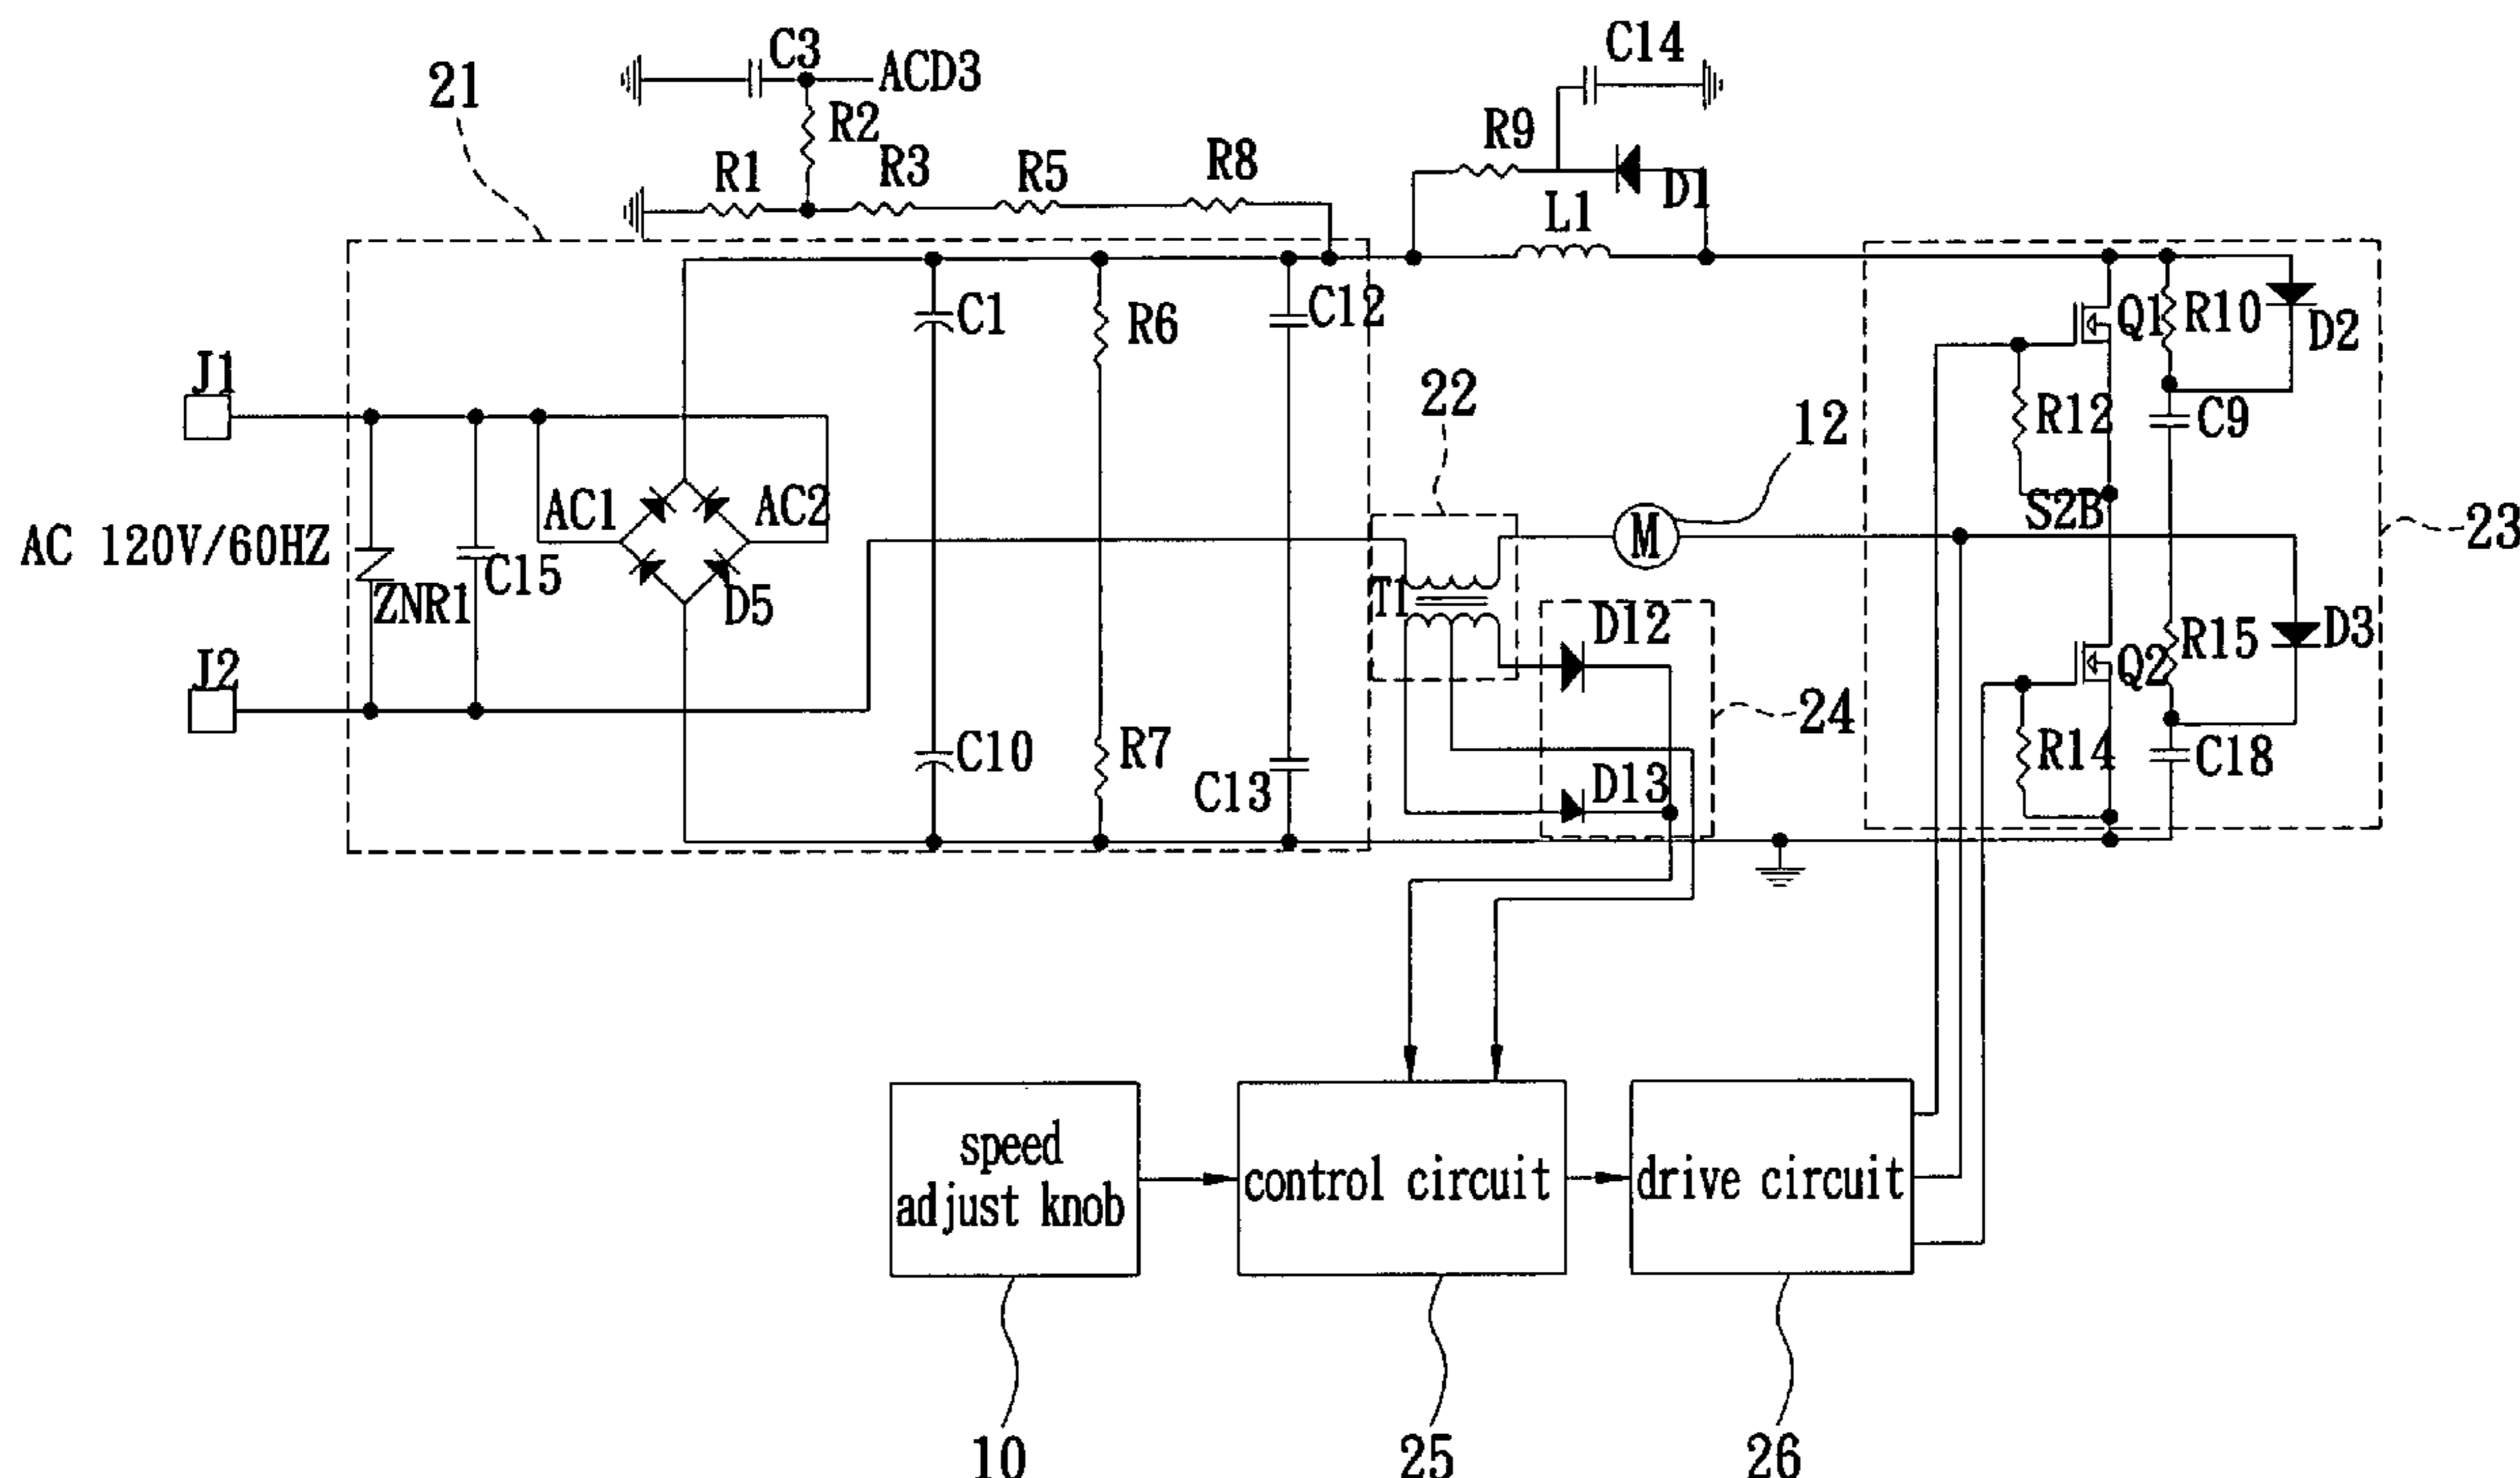 C3
ACD3
C14
21
R2
R9
R1
R3
R5
R8
D1
L1
C1
R6
C12
Q1
R10
D2
J1
22
12
R12
C9
AC1
AC2
S2B
23
AC 120V/60HZ
M
ZNR1
C15
D5
T1
D12
R15
D3
J2
Q2
24
C10
R7
C13
D13
R14
C18
speed
adjust knob
control circuit
drive circuit
10
25
26